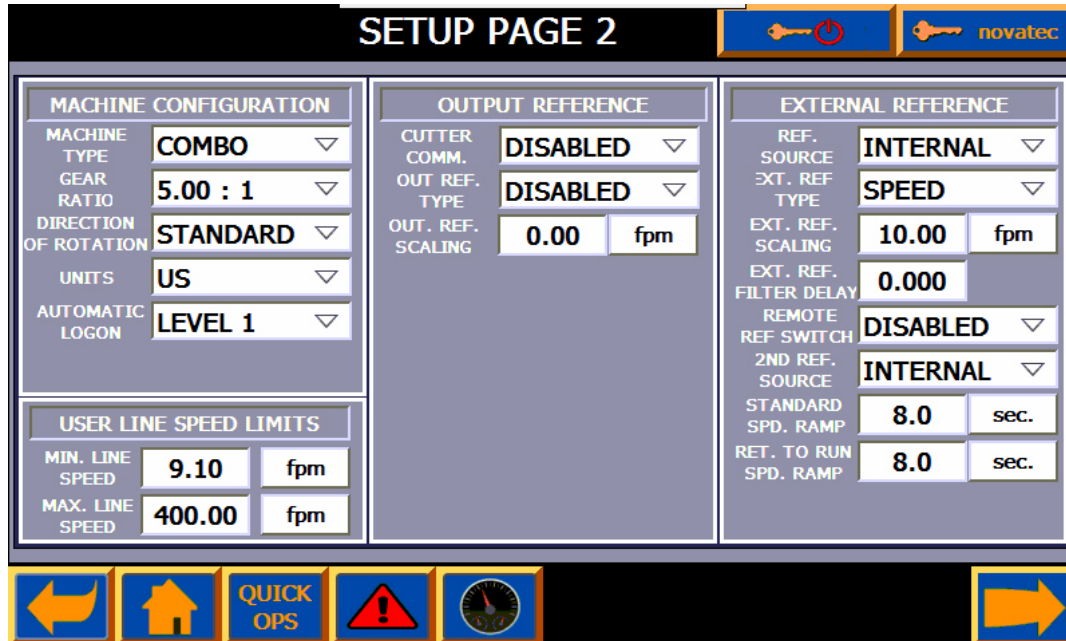 SETUP PAGE 2
novatec
MACHINE CONFIGURATION
MACHINE
TYPE
COMBO
GEAR
RATIO
5.00 : 1
DIRECTION
OF ROTATION
STANDARD
UNITS
US
AUTOMATIC
LOGON
LEVEL 1
USER LINE SPEED LIMITS
MIN. LINE
SPEED
9.10
fpm
MAX. LINE
SPEED
400.00
fpm
OUTPUT REFERENCE
CUTTER
COMM.
DISABLED
OUT REF.
TYPE
DISABLED
OUT. REF.
SCALING
0.00
fpm
EXTERNAL REFERENCE
REF.
SOURCE
INTERNAL
EXT. REF
TYPE
SPEED
EXT. REF.
SCALING
10.00
fpm
EXT. REF.
FILTER DELAY
0.000
REMOTE
REF SWITCH
DISABLED
2ND REF.
SOURCE
INTERNAL
STANDARD
SPD. RAMP
8.0
sec.
RET. TO RUN
SPD. RAMP
8.0
sec.
QUICK
OPS